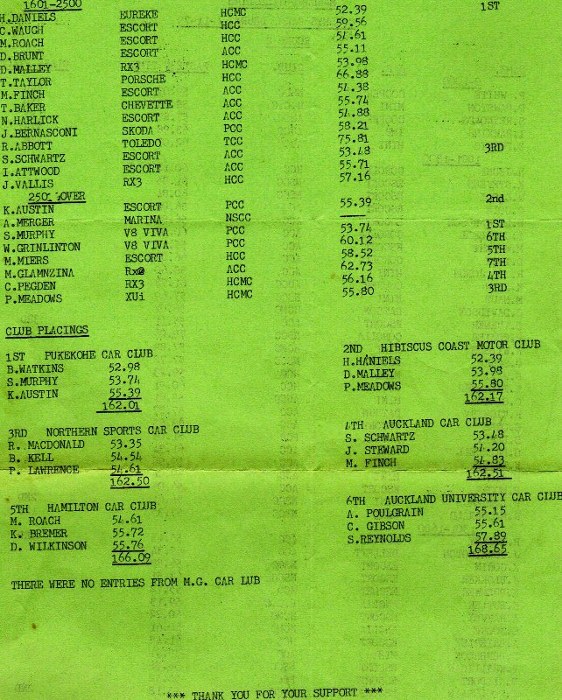 1601-2500
H.DANIELS EUREKE HCMC 52.39 1ST
C.WAUGH ESCORT HCC 59.56
M.ROACH ESCORT HCC 54.61
D.BRUNT ESCORT ACC 55.11
D.MALLEY RX3 HCMC 53.98
T.TAYLOR PORSCHE HCC 66.88
M.FINCH ESCORT ACC 54.38
T.BAKER CHEVETTE ACC 55.74
N.HARLICK ESCORT ACC 54.88
J.BERNASCONI SKODA PCC 58.21
R.ABBOTT TOLEDO TCC 75.81
S.SCHWARTZ ESCORT ACC 53.48 3RD
I.ATTWOOD ESCORT ACC 55.71
J.VALLIS RX3 HCC 57.16
2501 OVER
K.AUSTIN ESCORT PCC 55.39 2nd
A.MERGER MARINA NSCC
S.MURPHY V8 VIVA PCC 53.74 1ST
W.GRINLINTON V8 VIVA PCC 60.12 6TH
M.MIERS ESCORT HCC 58.52 5TH
M.GLAMNZINA ACC 62.73 7TH
C.PEGDEN RX3 HCC 56.16 4TH
P.MEADOWS XUi HCMC 55.80 3RD
CLUB PLACINGS
1ST PUKEKOHE CAR CLUB
B.WATKINS 52.98
S.MURPHY 53.74
K.AUSTIN 55.39
162.01
2ND HIBISCUS COAST MOTOR CLUB
H.HANIELS 52.39
D.MALLEY 53.98
P.MEADOWS 55.80
162.17
3RD NORTHERN SPORTS CAR CLUB
R. MACDONALD 53.35
B. KELL 54.54
P. LAWRENCE 54.61
162.50
4TH AUCKLAND CAR CLUB
S. SCHWARTZ 53.48
J. STEWARD 54.20
M. FINCH 54.83
162.51
5TH HAMILTON CAR CLUB
M. ROACH 54.61
K. BREMER 55.72
D. WILKINSON 55.76
166.09
6TH AUCKLAND UNIVERSITY CAR CLUB
A. POULGRAIN 55.15
C. GIBSON 55.61
S.REYNOLDS 57.89
168.65
THERE WERE NO ENTRIES FROM M.G. CAR LUB
*** THANK YOU FOR YOUR SUPPORT ***